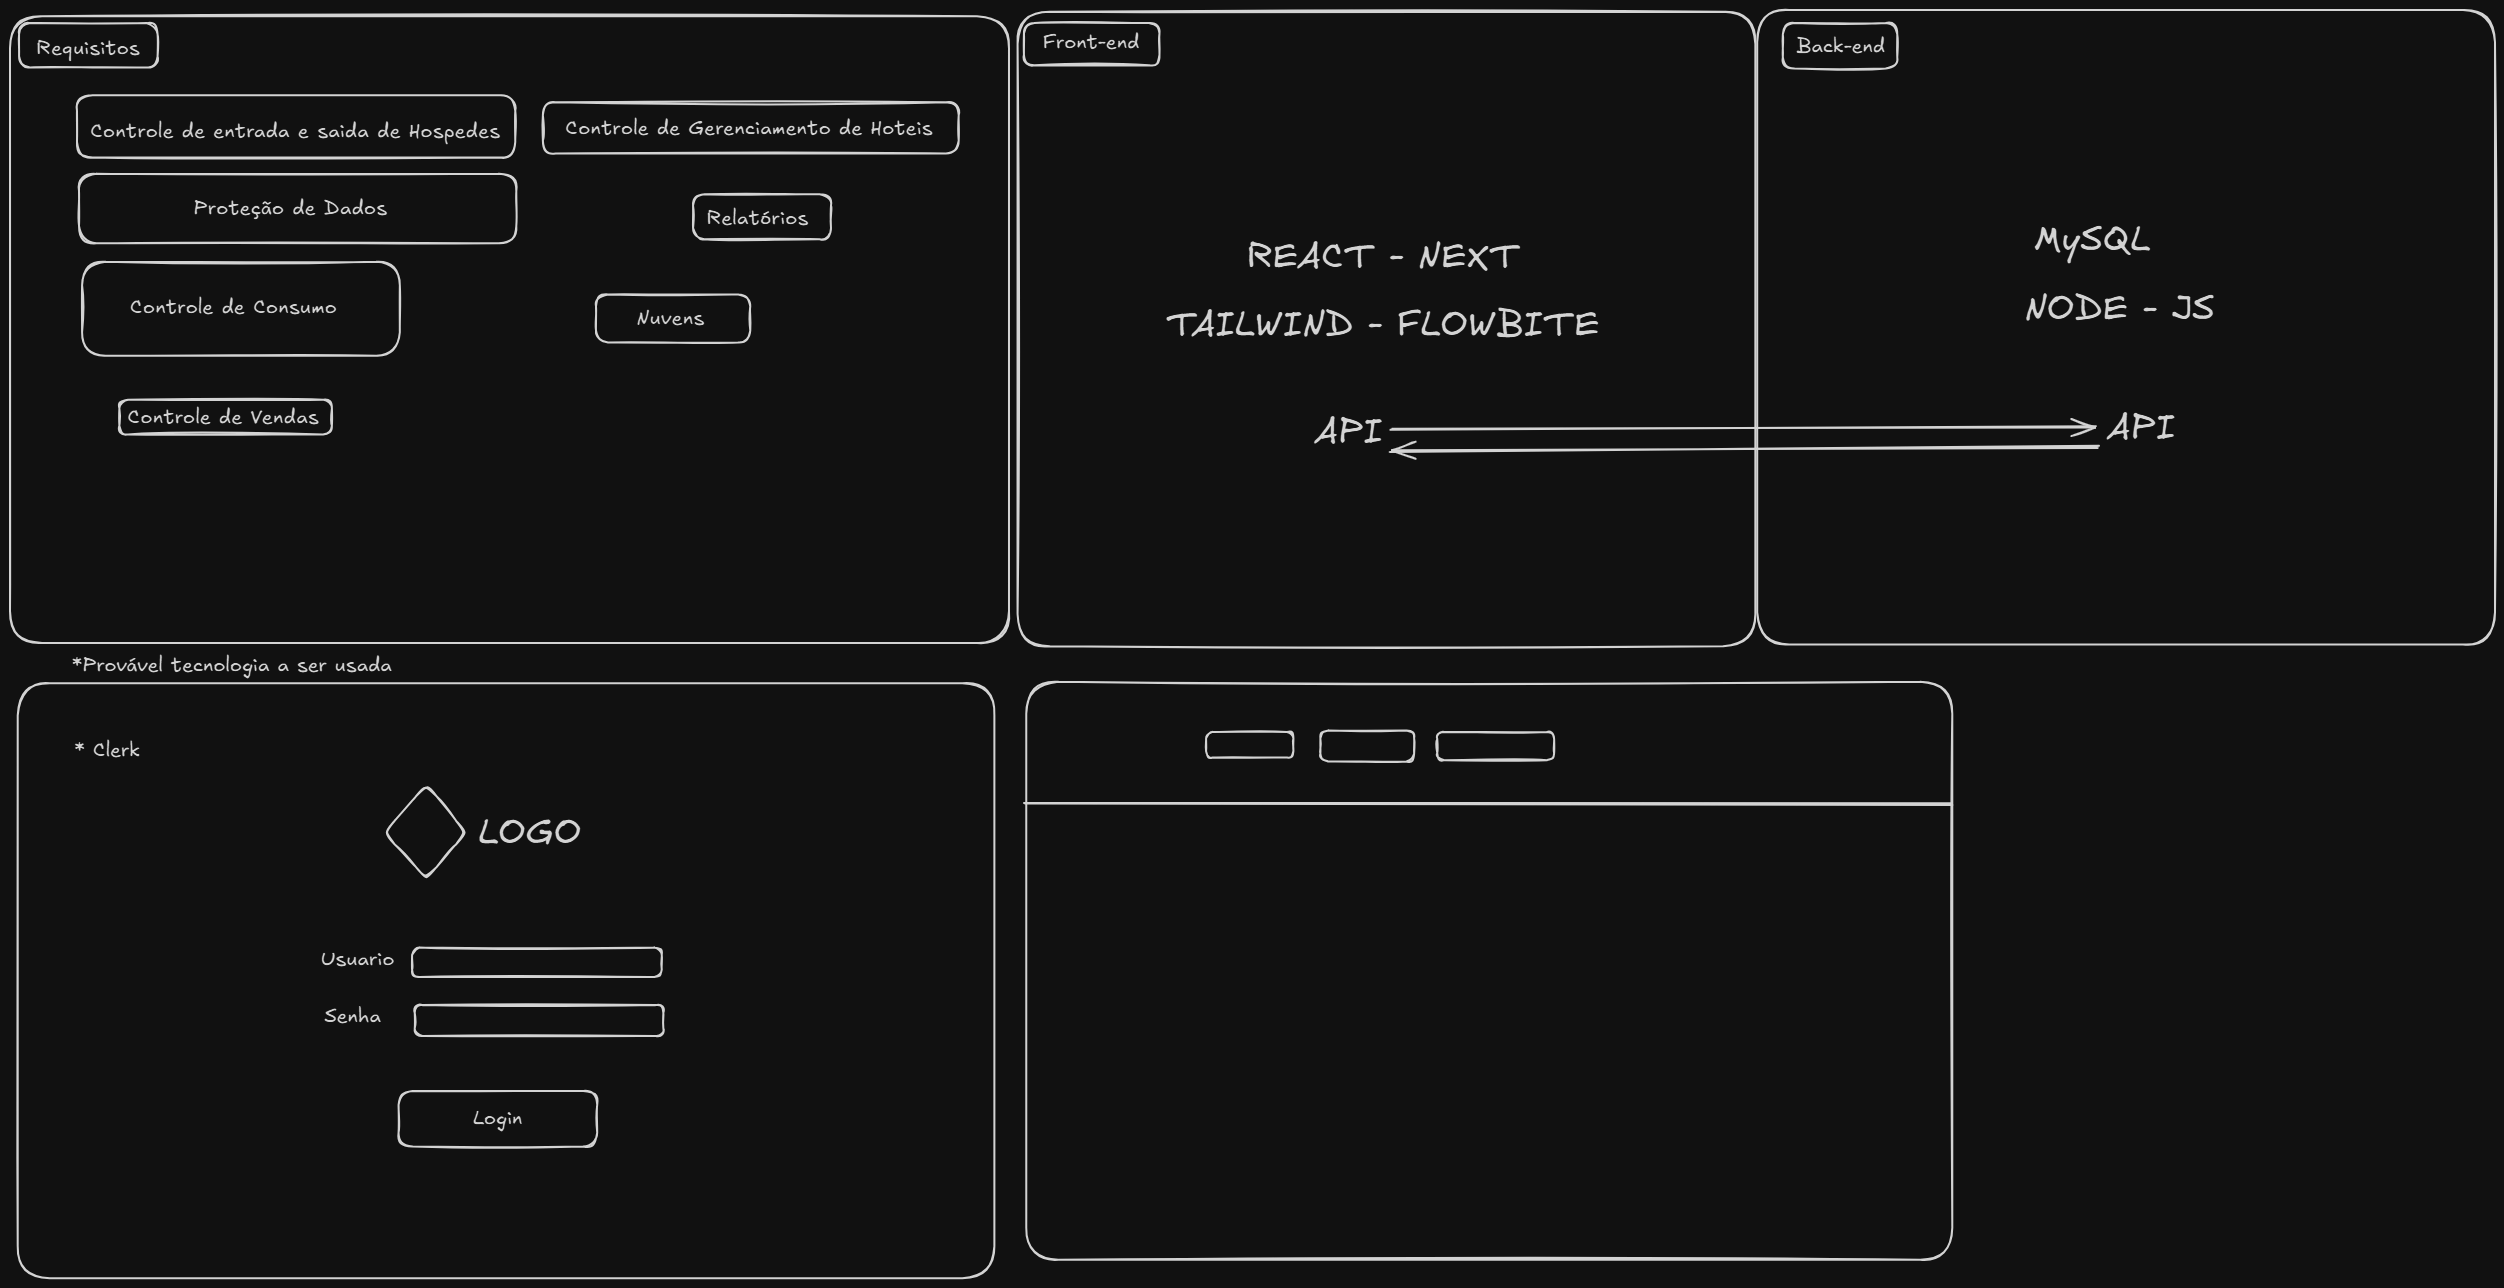 Requisitos
Controle de entrada e saida de Hospedes
Controle de Gerenciamento de Hoteis
Proteção de Dados
Relatórios
Controle de Consumo
Nuvens
Controle de Vendas
Front-end
REACT - NEXT
TAILWIND - FLOWBITE
API
Back-end
MySQL
NODE - JS
API
*Provável tecnologia a ser usada
* Clerk
LOGO
Usuario
Senha
Login